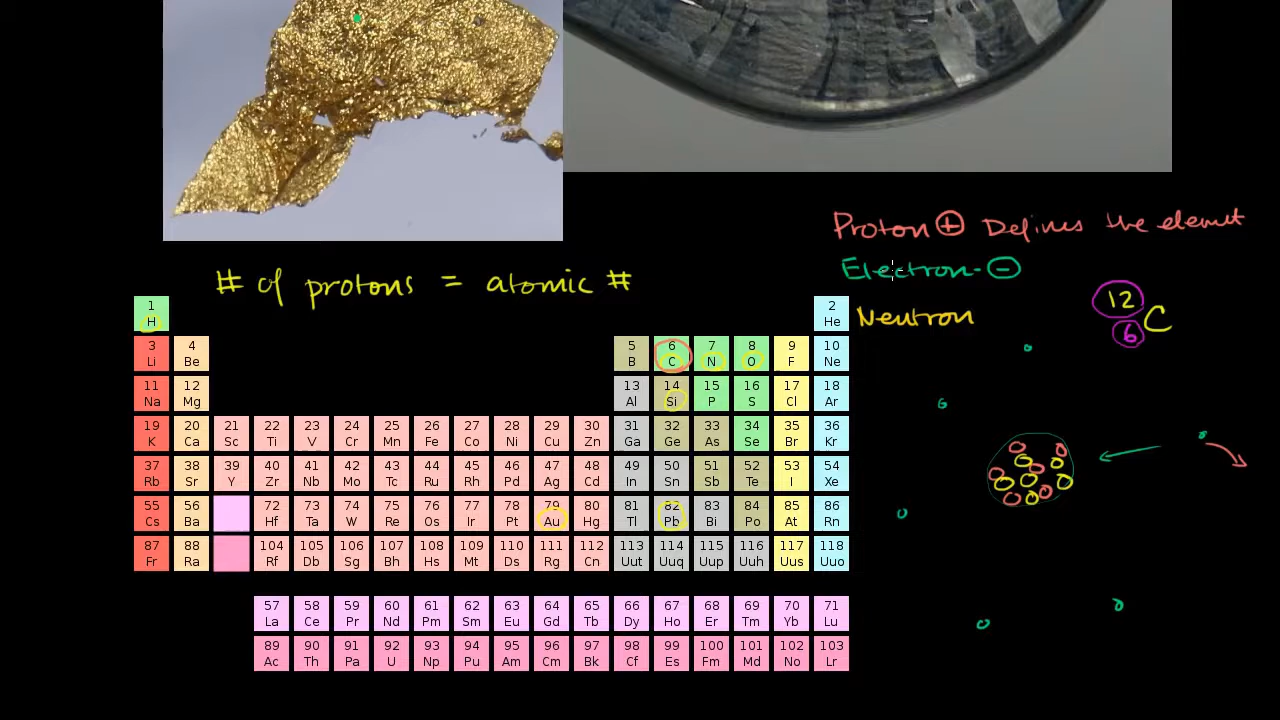 Proton + Defines the element
Electron -
# of protons = atomic #
12
6 C
Neutron
1 2
H He
3 4 5 6 7 8 9 10
Li Be B C N O F Ne
11 12 13 14 15 16 17 18
Na Mg Al Si P S Cl Ar
19 20 21 22 23 24 25 26 27 28 29 30 31 32 33 34 35 36
K Ca Sc Ti V Cr Mn Fe Co Ni Cu Zn Ga Ge As Se Br Kr
37 38 39 40 41 42 43 44 45 46 47 48 49 50 51 52 53 54
Rb Sr Y Zr Nb Mo Tc Ru Rh Pd Ag Cd In Sn Sb Te I Xe
55 56 72 73 74 75 76 77 78 79 80 81 82 83 84 85 86
Cs Ba Hf Ta W Re Os Ir Pt Au Hg Tl Pb Bi Po At Rn
87 88 104 105 106 107 108 109 110 111 112 113 114 115 116 117 118
Fr Ra Rf Db Sg Bh Hs Mt Ds Rg Cn Uut Uuq Uup Uuh Uus Uuo
57 58 59 60 61 62 63 64 65 66 67 68 69 70 71
La Ce Pr Nd Pm Sm Eu Gd Tb Dy Ho Er Tm Yb Lu
89 90 91 92 93 94 95 96 97 98 99 100 101 102 103
Ac Th Pa U Np Pu Am Cm Bk Cf Es Fm Md No Lr